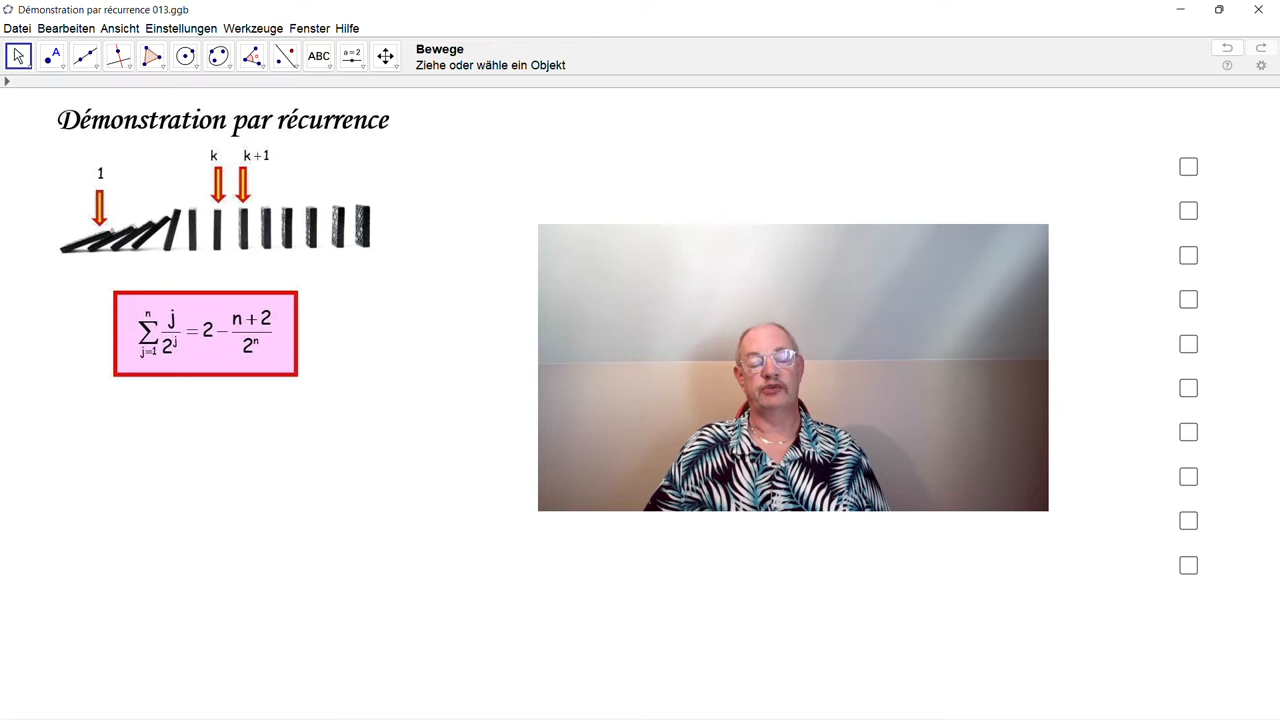 Démonstration par récurrence 013.ggb
Datei Bearbeiten Ansicht Einstellungen Werkzeuge Fenster Hilfe
A ABC a=2
Bewege
Ziehe oder wähle ein Objekt
Démonstration par récurrence
k k+1
1
∑_{j=1}^{n} j/2^j = 2 − (n+2)/2^n